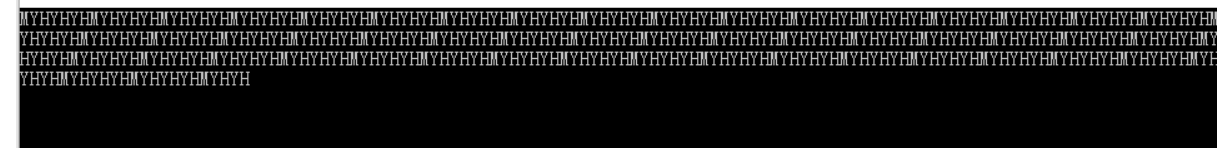 MYHYHYHMYHYHYHMYHYHYHMYHYHYHMYHYHYHMYHYHYHMYHYHYHMYHYHYHMYHYHYHMYHYHYHMYHYHYHMYHYHYHMYHYHYHMYHYHYHMYHYHYHMYHYHYHMYHYHYHM
YHYHYHMYHYHYHMYHYHYHMYHYHYHMYHYHYHMYHYHYHMYHYHYHMYHYHYHMYHYHYHMYHYHYHMYHYHYHMYHYHYHMYHYHYHMYHYHYHMYHYHYHMYHYHYHMYHYHYHMY
HYHYHMYHYHYHMYHYHYHMYHYHYHMYHYHYHMYHYHYHMYHYHYHMYHYHYHMYHYHYHMYHYHYHMYHYHYHMYHYHYHMYHYHYHMYHYHYHMYHYHYHMYHYHYHMYHYHYHMYH
YHYHMYHYHYHMYHYHYHMYHYH